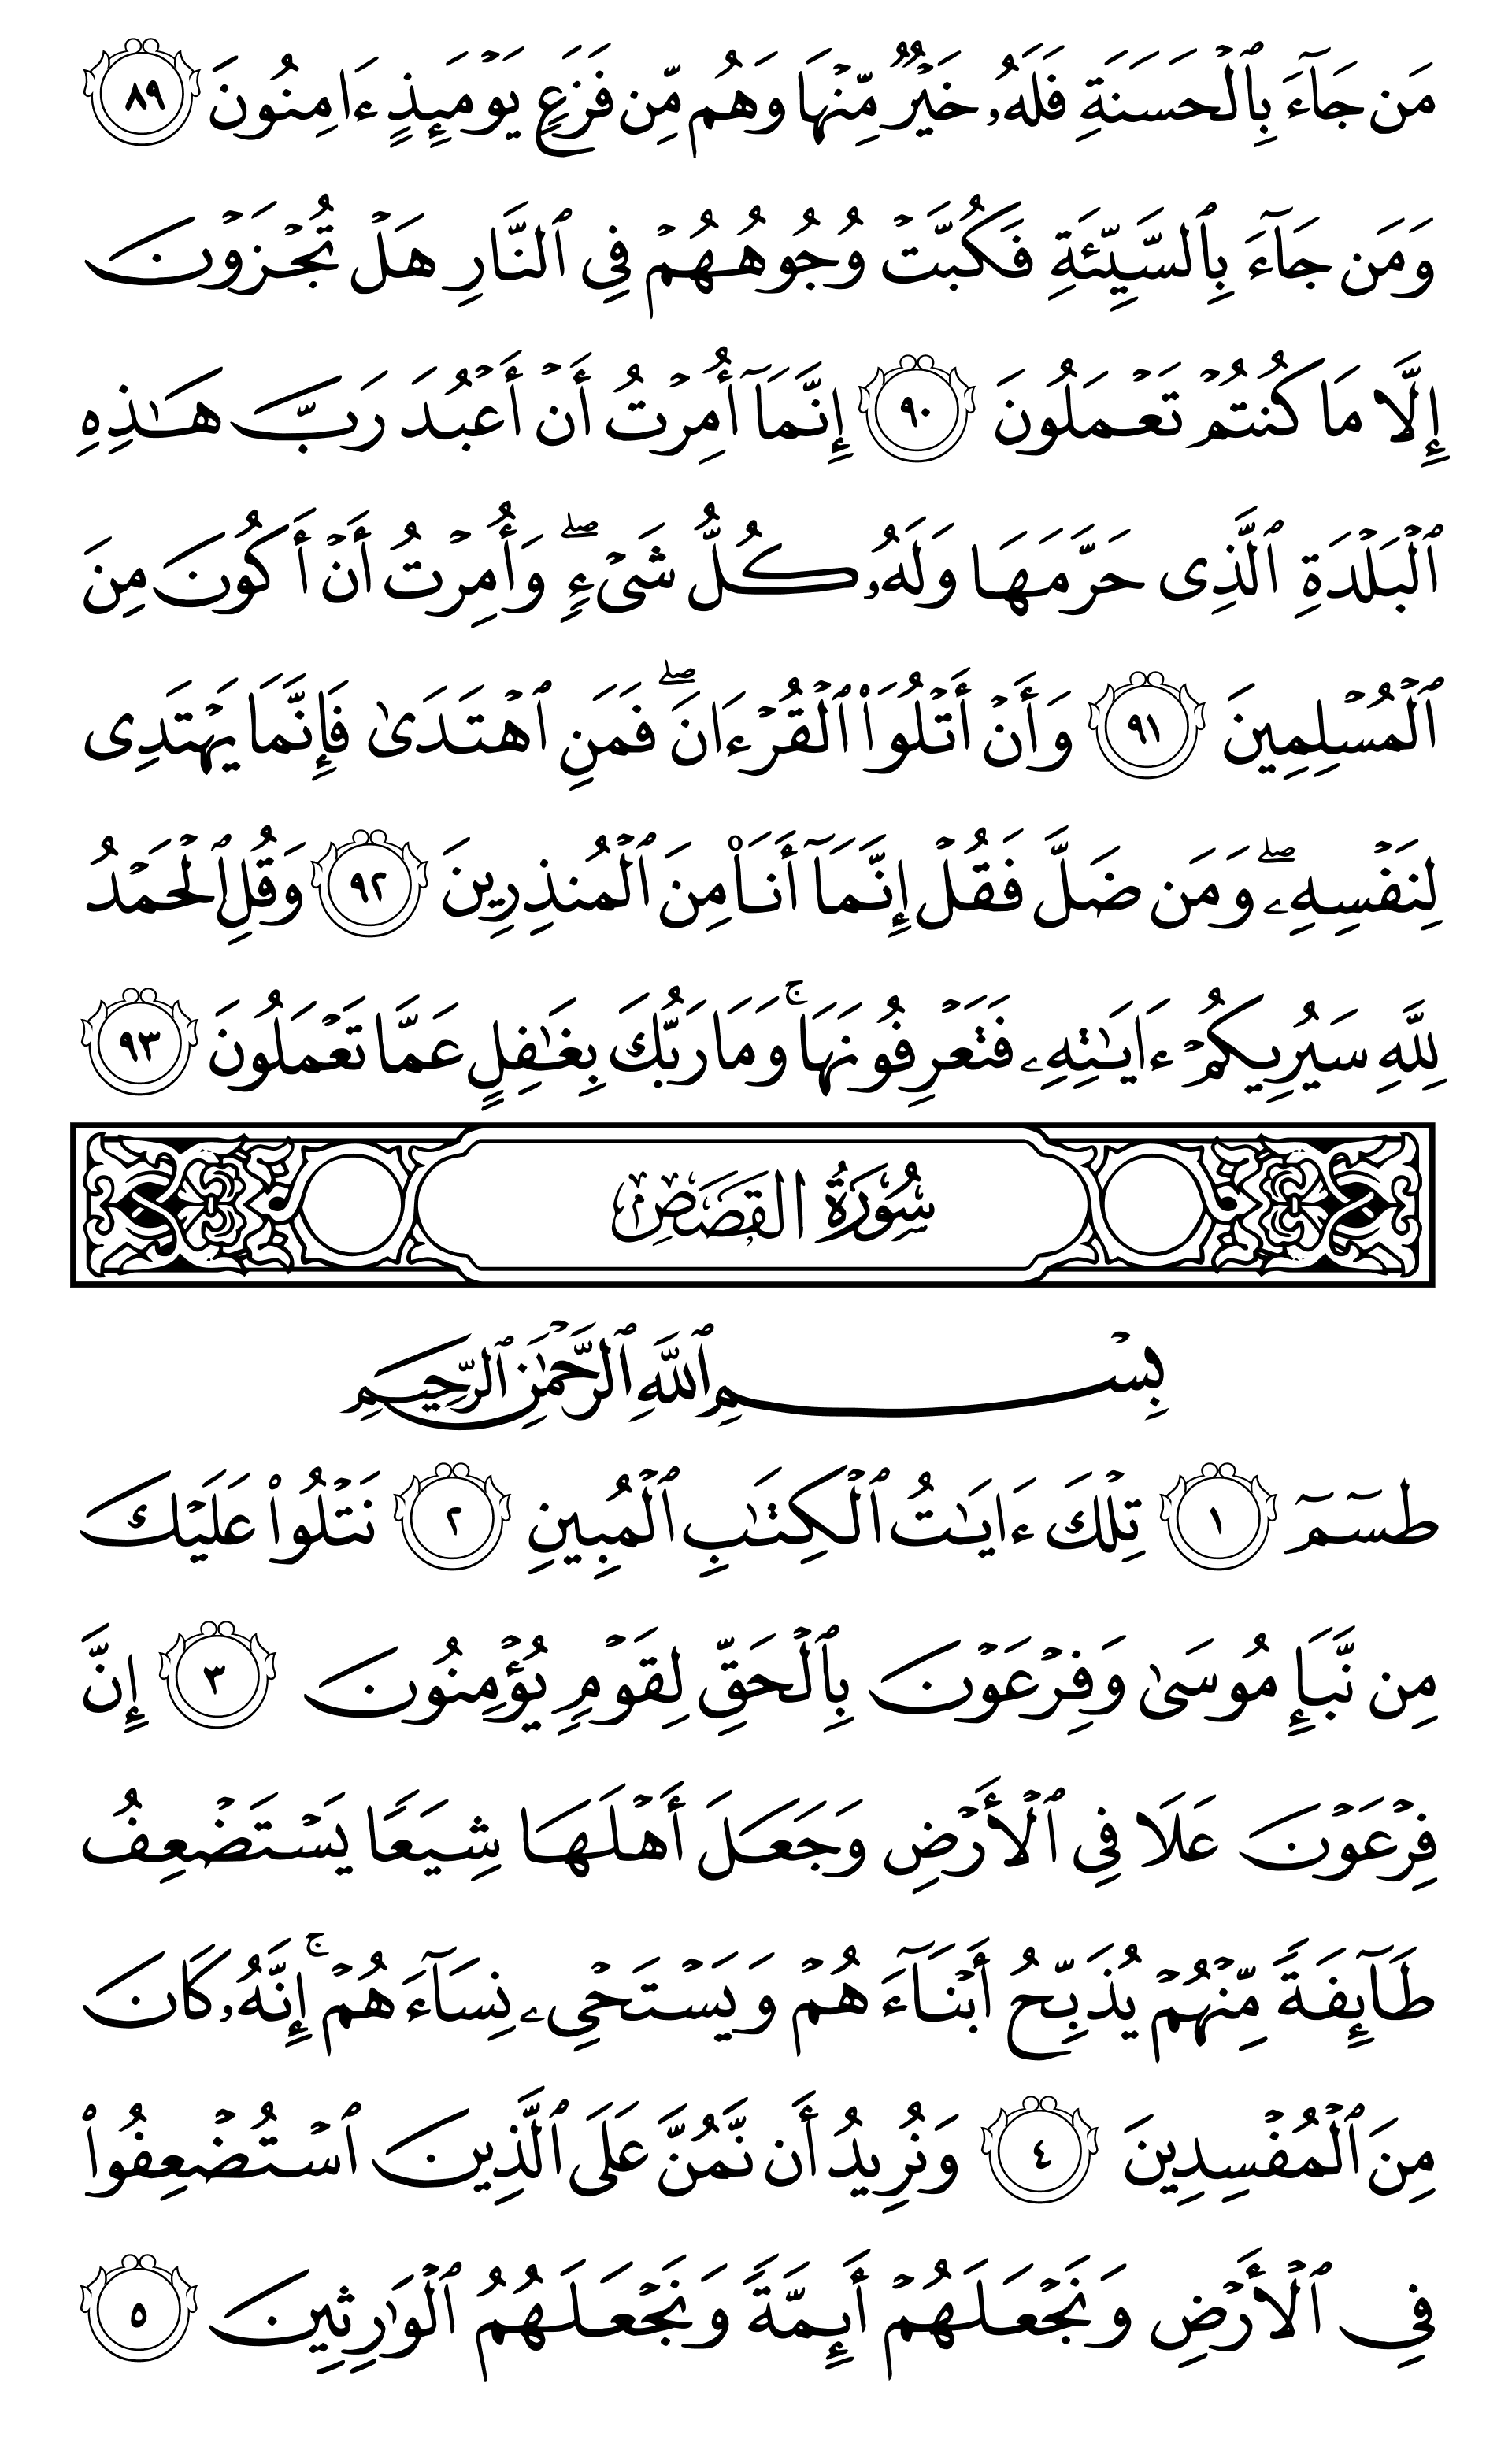 مَن جَآءَ بِٱلْحَسَنَةِ فَلَهُۥ خَيْرٌ مِّنْهَا وَهُم مِّن فَزَعٍ يَوْمَئِذٍ ءَامِنُونَ ٨٩
وَمَن جَآءَ بِٱلسَّيِّئَةِ فَكُبَّتْ وُجُوهُهُمْ فِي ٱلنَّارِ هَلْ تُجْزَوْنَ
إِلَّا مَا كُنتُمْ تَعْمَلُونَ ٩٠ إِنَّمَآ أُمِرْتُ أَنْ أَعْبُدَ رَبَّ هَٰذِهِ
ٱلْبَلْدَةِ ٱلَّذِى حَرَّمَهَا وَلَهُۥ كُلُّ شَىْءٍۖ وَأُمِرْتُ أَنْ أَكُونَ مِنَ
ٱلْمُسْلِمِينَ ٩١ وَأَنْ أَتْلُوَا۟ ٱلْقُرْءَانَۖ فَمَنِ ٱهْتَدَىٰ فَإِنَّمَا يَهْتَدِى
لِنَفْسِهِۦۖ وَمَن ضَلَّ فَقُلْ إِنَّمَآ أَنَا۠ مِنَ ٱلْمُنذِرِينَ ٩٢ وَقُلِ ٱلْحَمْدُ
لِلَّهِ سَيُرِيكُمْ ءَايَٰتِهِۦ فَتَعْرِفُونَهَاۚ وَمَا رَبُّكَ بِغَٰفِلٍ عَمَّا تَعْمَلُونَ ٩٣
سُورَةُ القَصَصِ
بِسْمِ ٱللَّهِ ٱلرَّحْمَٰنِ ٱلرَّحِيمِ
طسٓمٓ ١ تِلْكَ ءَايَٰتُ ٱلْكِتَٰبِ ٱلْمُبِينِ ٢ نَتْلُوا۟ عَلَيْكَ
مِن نَّبَإِ مُوسَىٰ وَفِرْعَوْنَ بِٱلْحَقِّ لِقَوْمٍ يُؤْمِنُونَ ٣ إِنَّ
فِرْعَوْنَ عَلَا فِي ٱلْأَرْضِ وَجَعَلَ أَهْلَهَا شِيَعًا يَسْتَضْعِفُ
طَآئِفَةً مِّنْهُمْ يُذَبِّحُ أَبْنَآءَهُمْ وَيَسْتَحْىِۦ نِسَآءَهُمْۚ إِنَّهُۥ كَانَ
مِنَ ٱلْمُفْسِدِينَ ٤ وَنُرِيدُ أَن نَّمُنَّ عَلَى ٱلَّذِينَ ٱسْتُضْعِفُوا۟
فِي ٱلْأَرْضِ وَنَجْعَلَهُمْ أَئِمَّةً وَنَجْعَلَهُمُ ٱلْوَٰرِثِينَ ٥